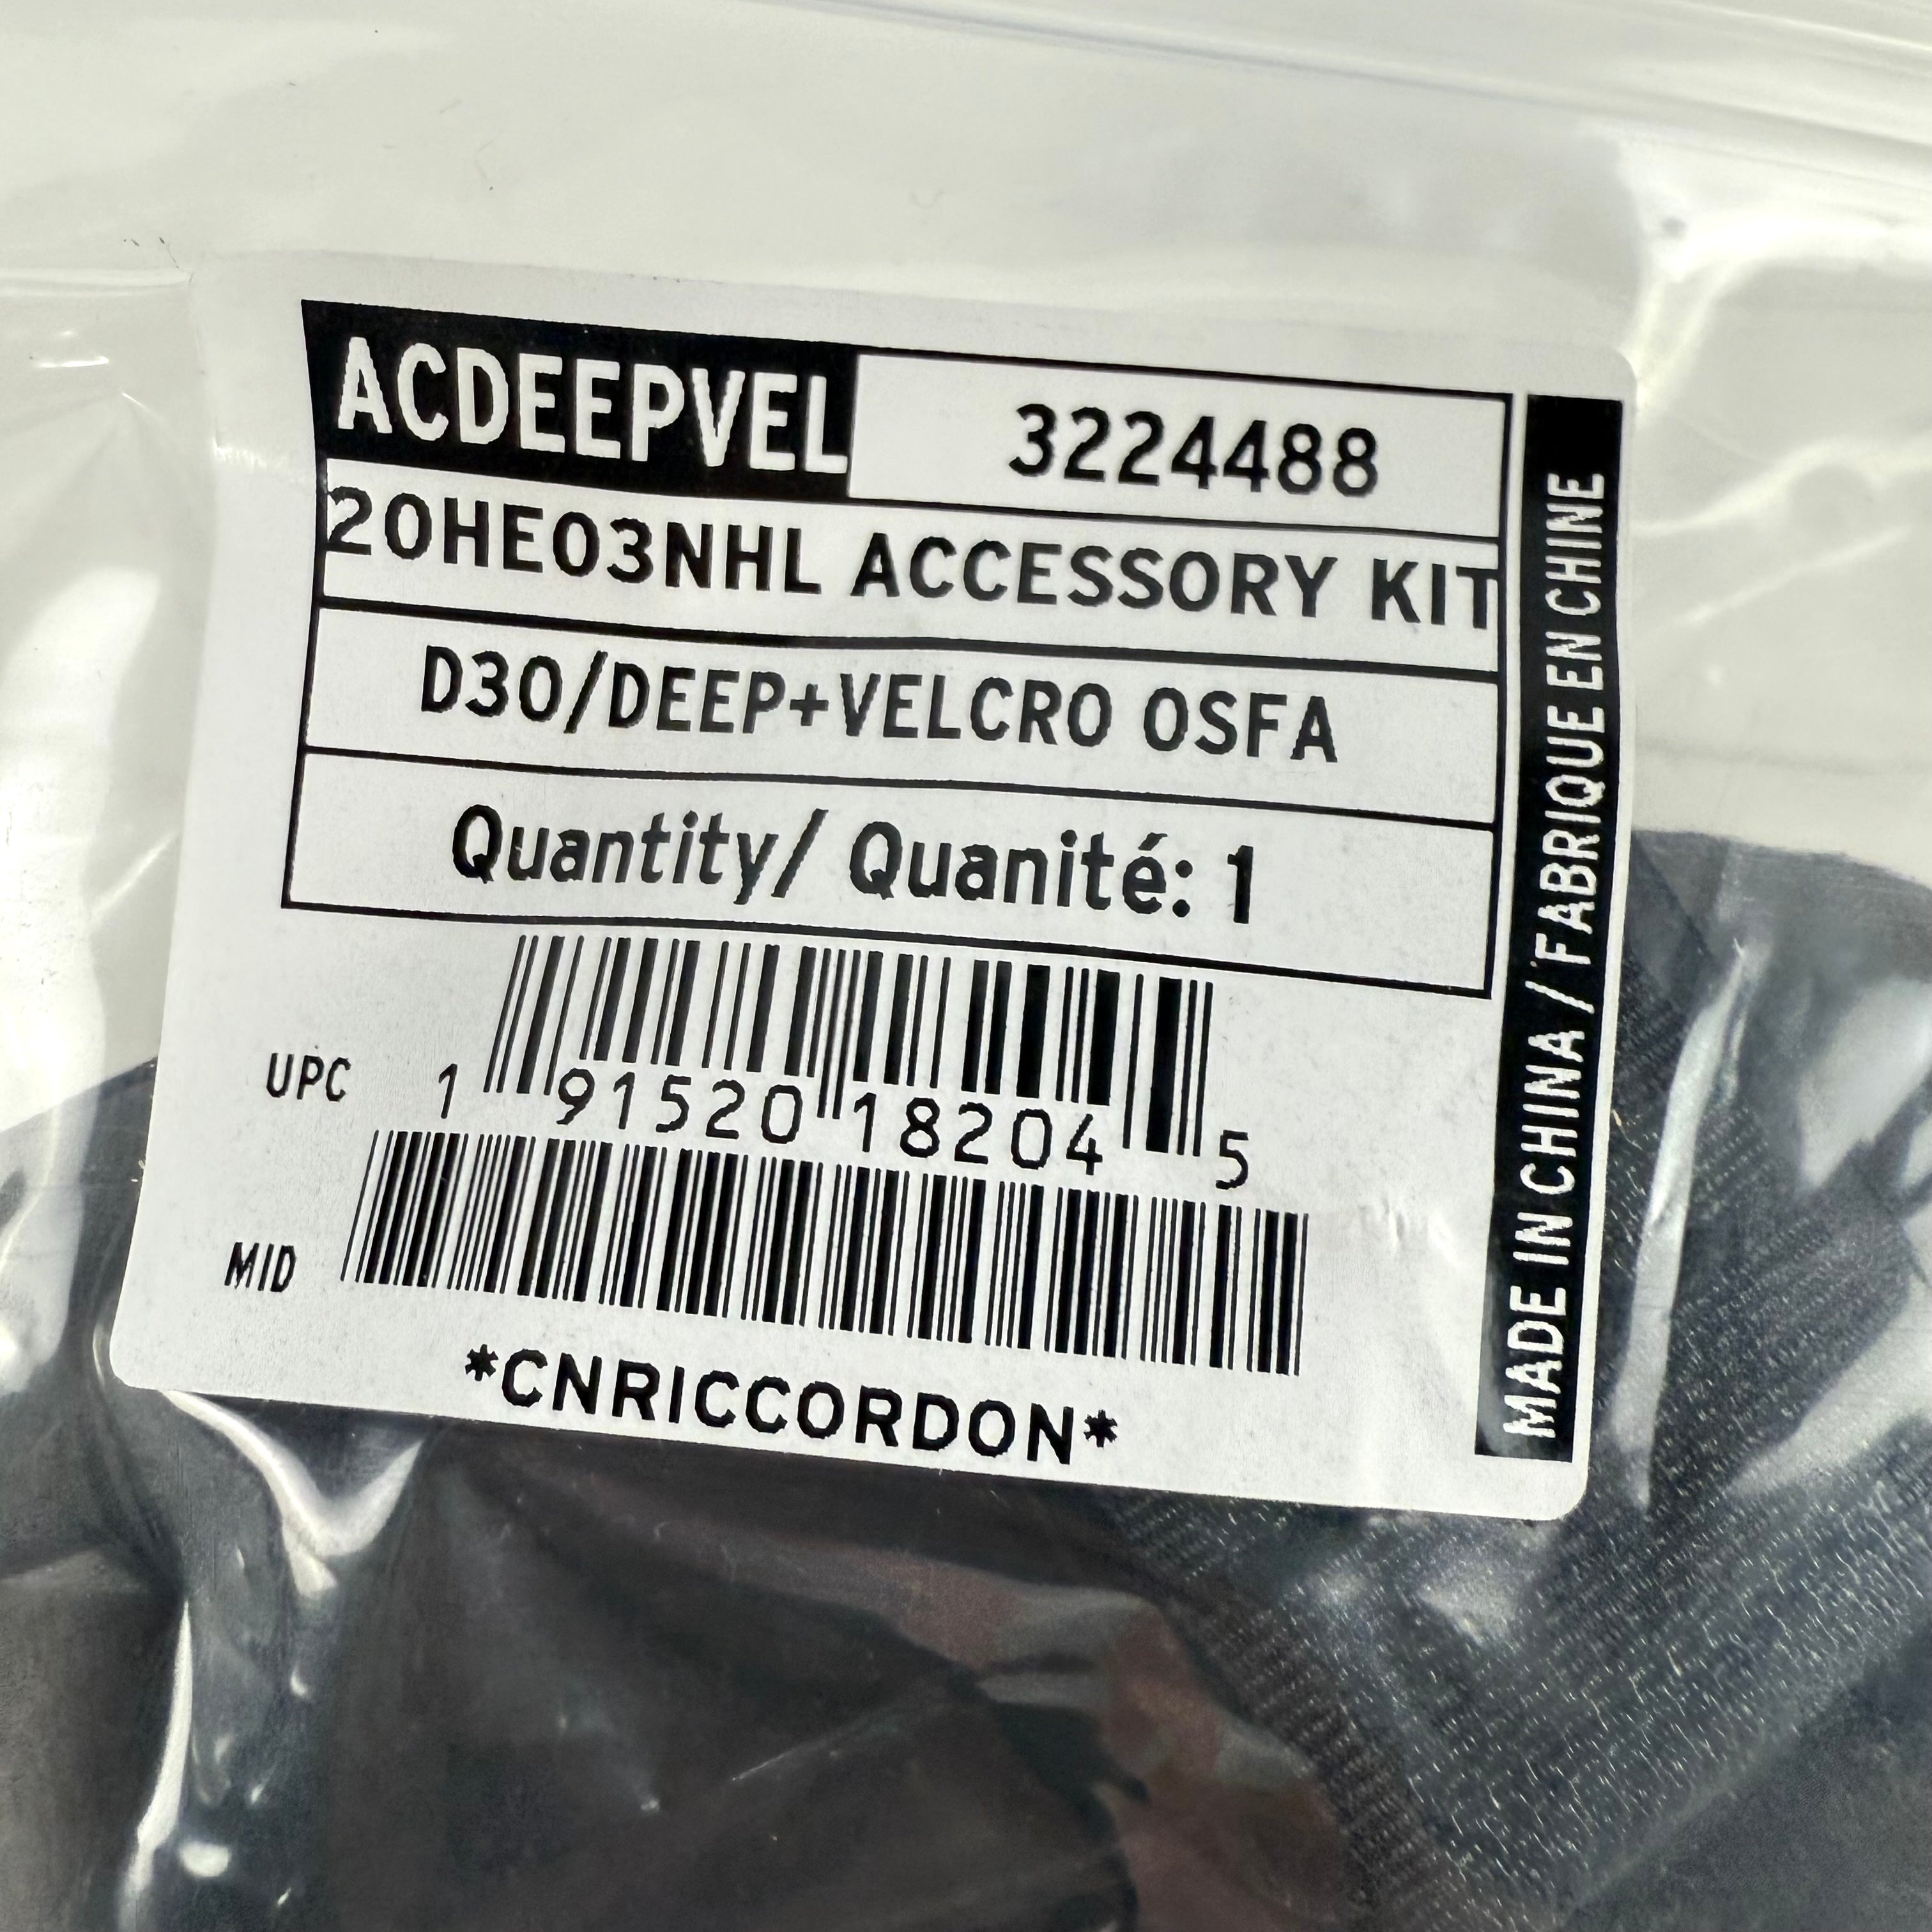 ACDEEPVEL 3224488
20HE03NHL ACCESSORY KIT
D30/DEEP+VELCRO OSFA
Quantity/ Quanité: 1
UPC 1 91520 18204 5
MID
*CNRICCORDON*
MADE IN CHINA / FABRIQUE EN CHINE